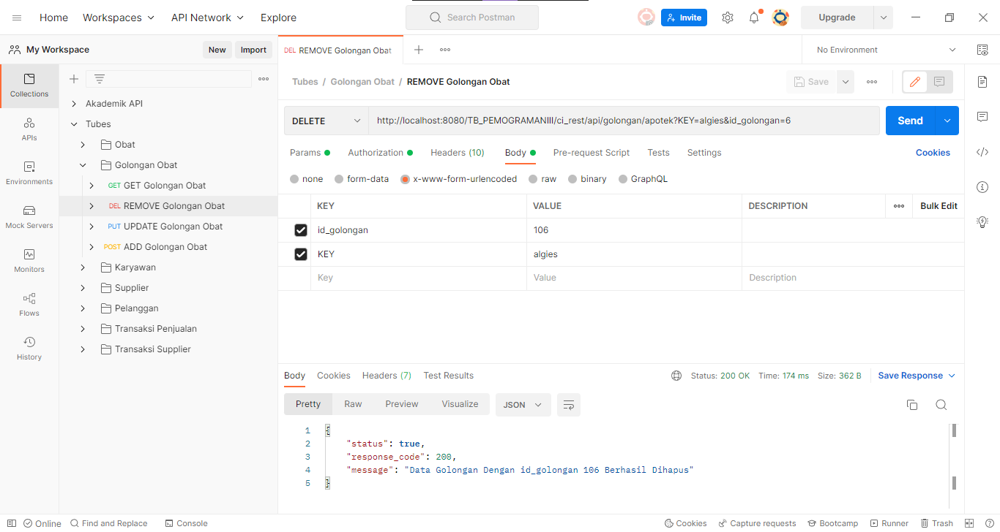 Home Workspaces API Network Explore Search Postman Invite Upgrade
My Workspace New Import DEL REMOVE Golongan Obat No Environment
Collections
APIs
Environments
Mock Servers
Monitors
Flows
History
Akademik API
Tubes
Obat
Golongan Obat
GET GET Golongan Obat
DEL REMOVE Golongan Obat
PUT UPDATE Golongan Obat
POST ADD Golongan Obat
Karyawan
Supplier
Pelanggan
Transaksi Penjualan
Transaksi Supplier
Tubes / Golongan Obat / REMOVE Golongan Obat Save
DELETE http://localhost:8080/TB_PEMOGRAMANIII/ci_rest/api/golongan/apotek?KEY=algies&id_golongan=6 Send
Params Authorization Headers (10) Body Pre-request Script Tests Settings Cookies
none form-data x-www-form-urlencoded raw binary GraphQL
KEY VALUE DESCRIPTION Bulk Edit
id_golongan 106
KEY algies
Key Value Description
Body Cookies Headers (7) Test Results Status: 200 OK Time: 174 ms Size: 362 B Save Response
Pretty Raw Preview Visualize JSON
1 {
2 "status": true,
3 "response_code": 200,
4 "message": "Data Golongan Dengan id_golongan 106 Berhasil Dihapus"
5 }
Online Find and Replace Console Cookies Capture requests Bootcamp Runner Trash